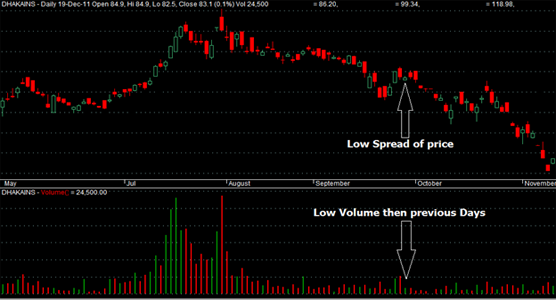 DHAKAINS - Daily 19-Dec-11 Open 84.9, Hi 84.9, Lo 82.5, Close 83.1 (0.1%) Vol 24,500 = 86.20, = 99.34, = 118.98,
Low Spread of price
May Jul August September October November
DHAKAINS - VolumeC = 24,500.00
Low Volume then previous Days